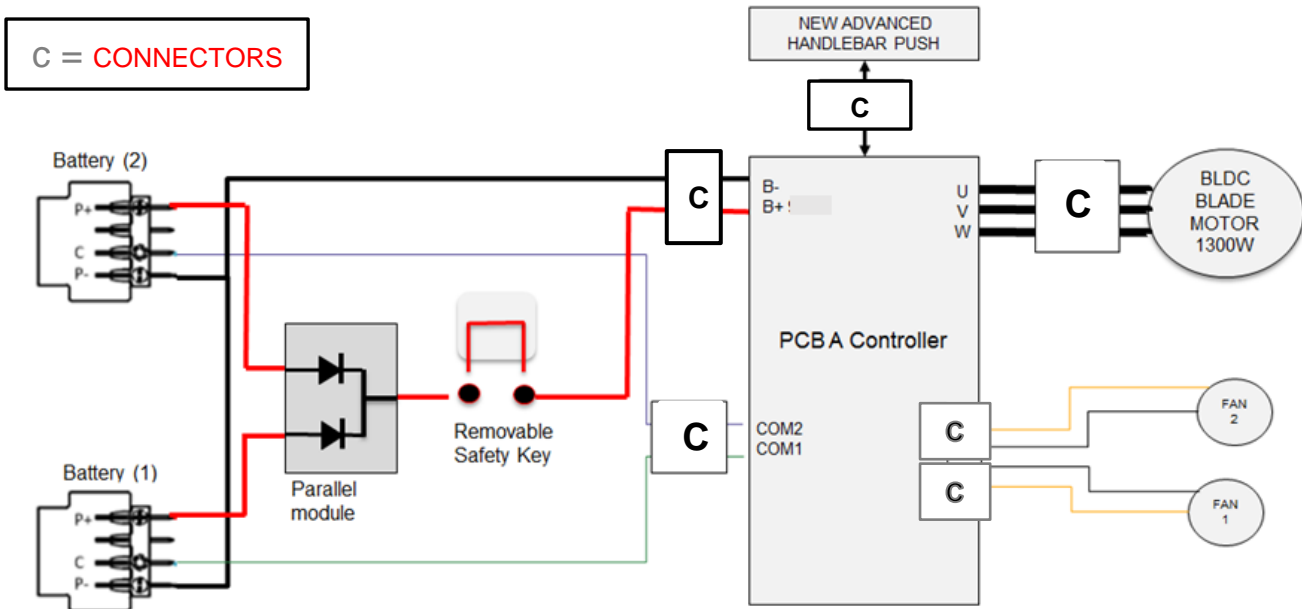 C = CONNECTORS
NEW ADVANCED
HANDLEBAR PUSH
C
Battery (2)
P+
C
P-
C
B-
B+
U
V
W
C
BLDC
BLADE
MOTOR
1300W
PCB A Controller
Removable
Safety Key
Parallel
module
C
COM2
COM1
C
FAN
2
C
FAN
1
Battery (1)
P+
C
P-